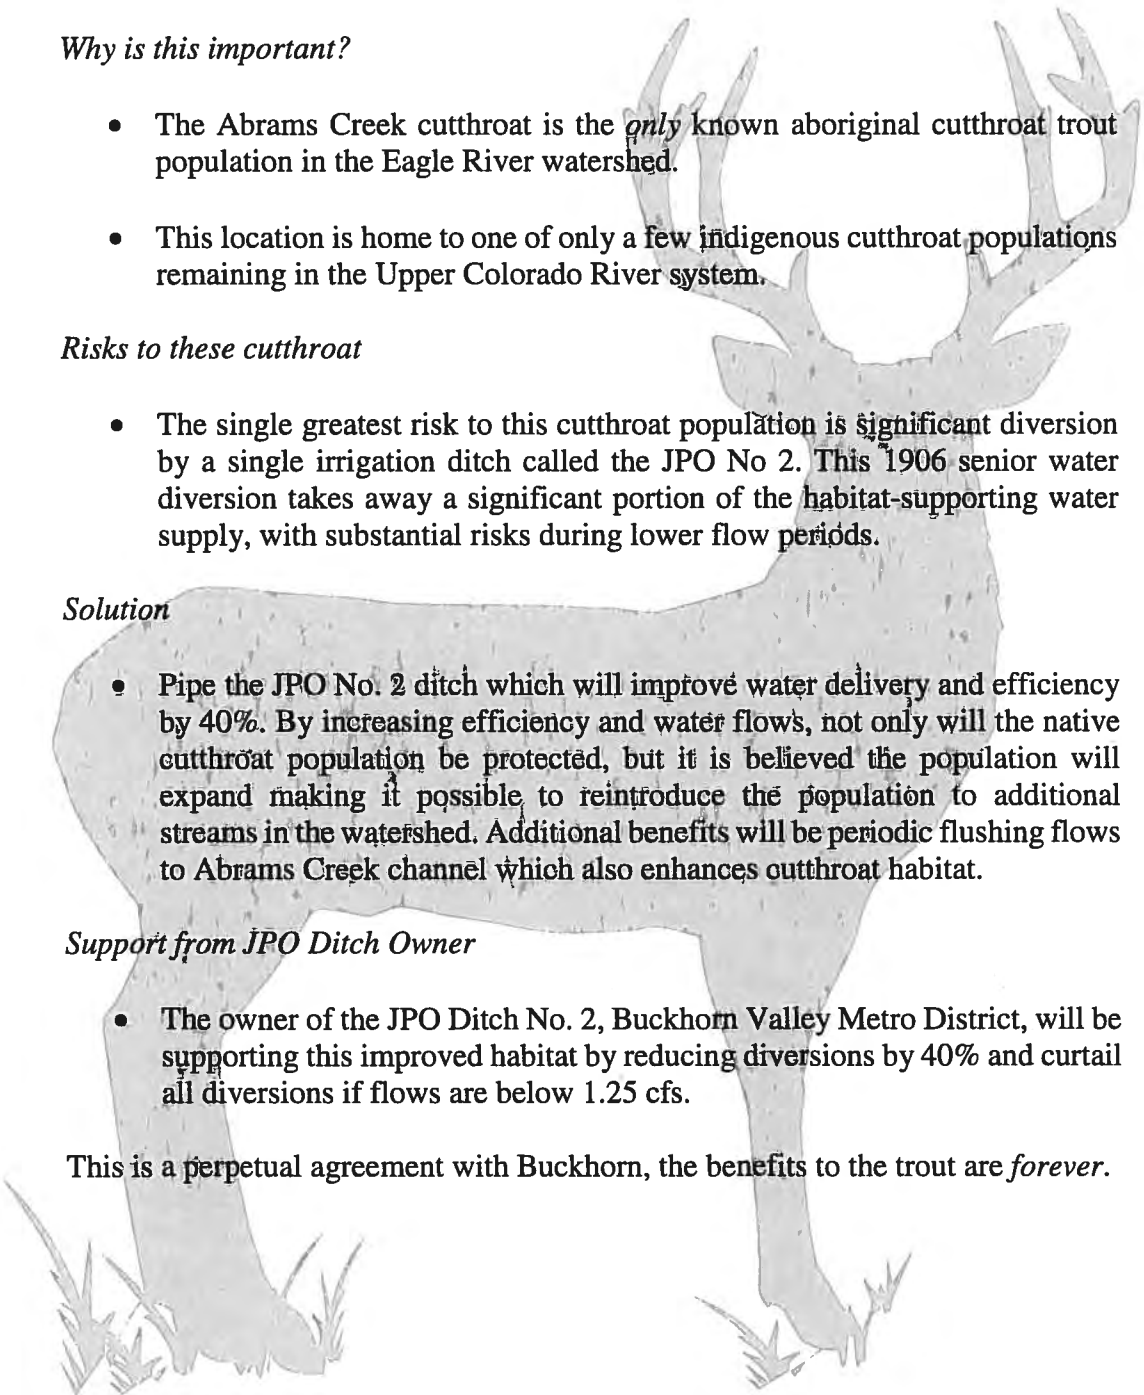 Why is this important?
• The Abrams Creek cutthroat is the only known aboriginal cutthroat trout
population in the Eagle River watershed.
• This location is home to one of only a few indigenous cutthroat populations
remaining in the Upper Colorado River system.
Risks to these cutthroat
• The single greatest risk to this cutthroat population is significant diversion
by a single irrigation ditch called the JPO No 2. This 1906 senior water
diversion takes away a significant portion of the habitat-supporting water
supply, with substantial risks during lower flow periods.
Solution
• Pipe the JPO No. 2 ditch which will improve water delivery and efficiency
by 40%. By increasing efficiency and water flows, not only will the native
cutthroat population be protected, but it is believed the population will
expand making it possible to reintroduce the population to additional
streams in the watershed. Additional benefits will be periodic flushing flows
to Abrams Creek channel which also enhances cutthroat habitat.
Support from JPO Ditch Owner
• The owner of the JPO Ditch No. 2, Buckhorn Valley Metro District, will be
supporting this improved habitat by reducing diversions by 40% and curtail
all diversions if flows are below 1.25 cfs.
This is a perpetual agreement with Buckhorn, the benefits to the trout are forever.